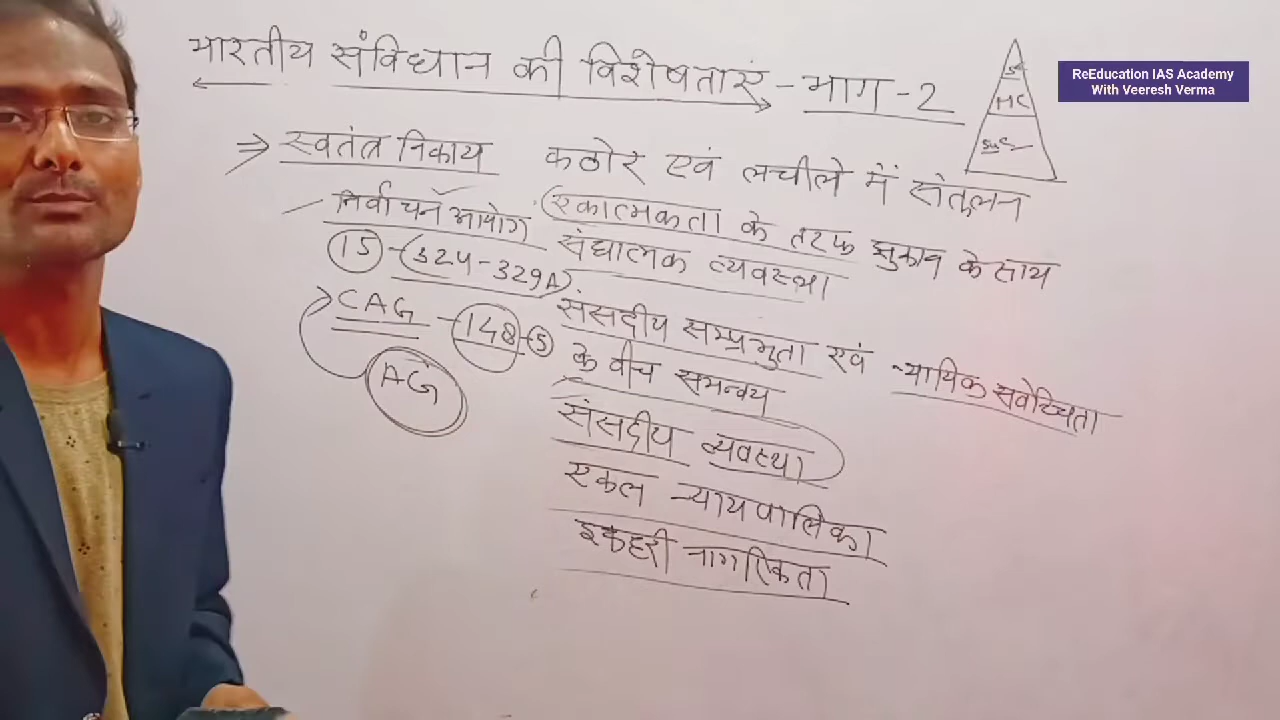 भारतीय संविधान की विशेषताएं - भाग - 2
SC
HC
SubC
ReEducation IAS Academy
With Veeresh Verma
⇒ स्वतंत्र निकाय
निर्वाचन आयोग
15 - (324 - 329A)
CAG - 148 - 5
AG
कठोर एवं लचीले में संतुलन
(एकात्मकता के तरफ झुकाव के साथ
संघात्मक व्यवस्था
संसदीय सम्प्रभुता एवं न्यायिक सर्वोच्चिता
के बीच समन्वय
संसदीय व्यवस्था
एकल न्यायपालिका
इकहरी नागरिकता